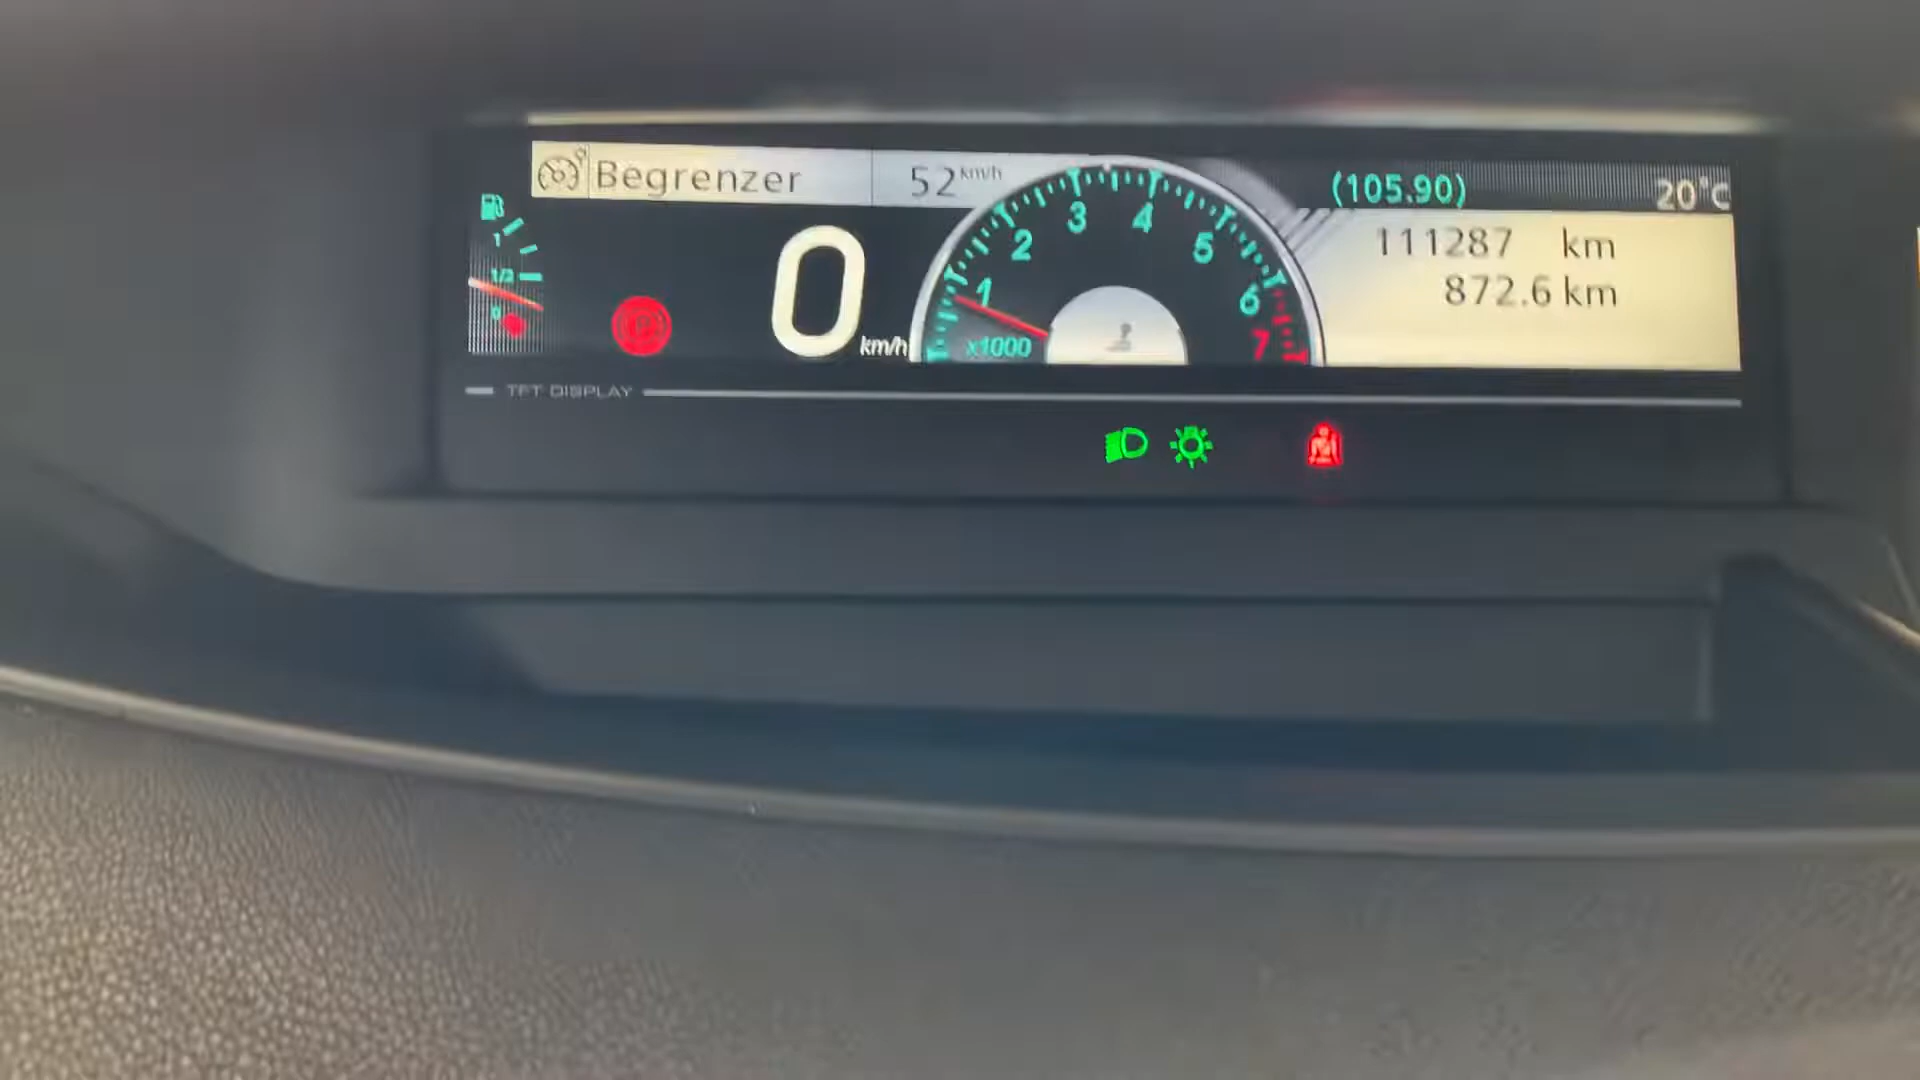 Begrenzer 52 km/h
(105.90) 20°C
111287 km
872.6 km
1
1/2
0
P
0 km/h
1 2 3 4 5 6 7
x1000
TFT DISPLAY